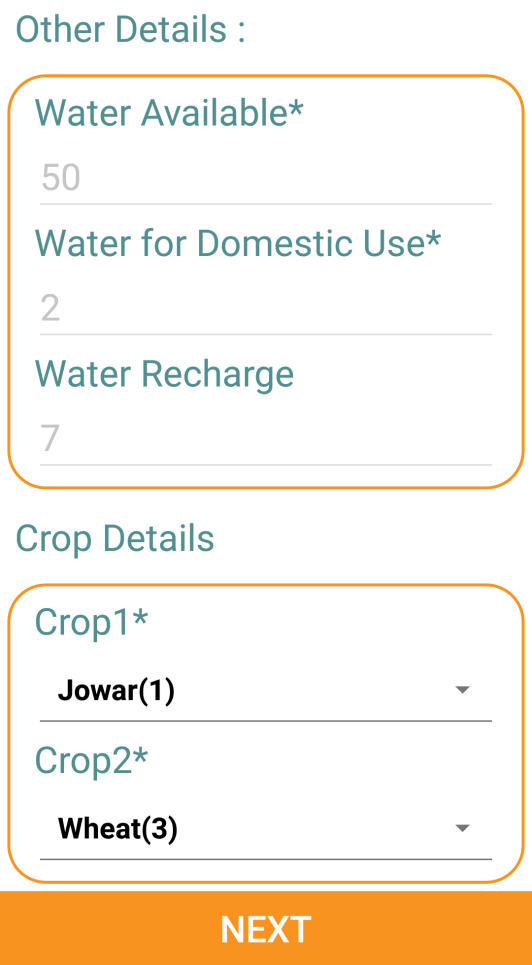 Other Details :
Water Available*
50
Water for Domestic Use*
2
Water Recharge
7
Crop Details
Crop1*
Jowar(1)
Crop2*
Wheat(3)
NEXT